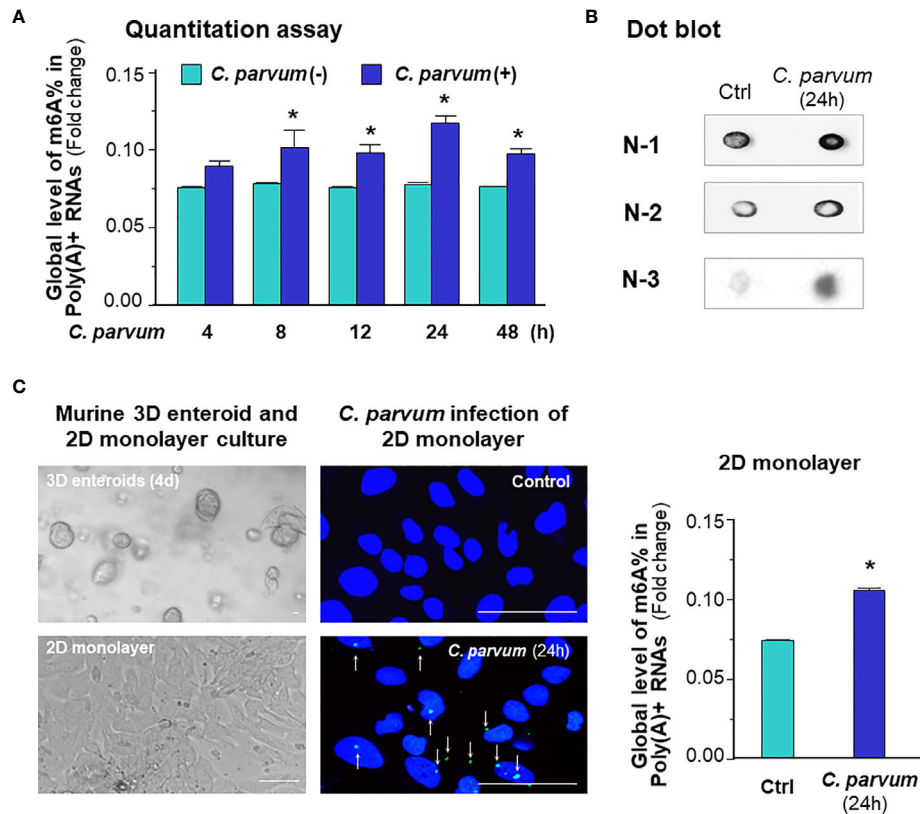 A
Quantitation assay
Global level of m6A% in
Poly(A)+ RNAs (Fold change)
0.15
0.10
0.05
0.00
C. parvum (-)
C. parvum (+)
*
*
*
*
C. parvum 4 8 12 24 48 (h)
B
Dot blot
Ctrl
C. parvum
(24h)
N-1
N-2
N-3
C
Murine 3D enteroid and
2D monolayer culture
3D enteroids (4d)
2D monolayer
C. parvum infection of
2D monolayer
Control
C. parvum (24h)
2D monolayer
Global level of m6A% in
Poly(A)+ RNAs (Fold change)
0.15
0.10
0.05
0.00
*
Ctrl
C. parvum
(24h)